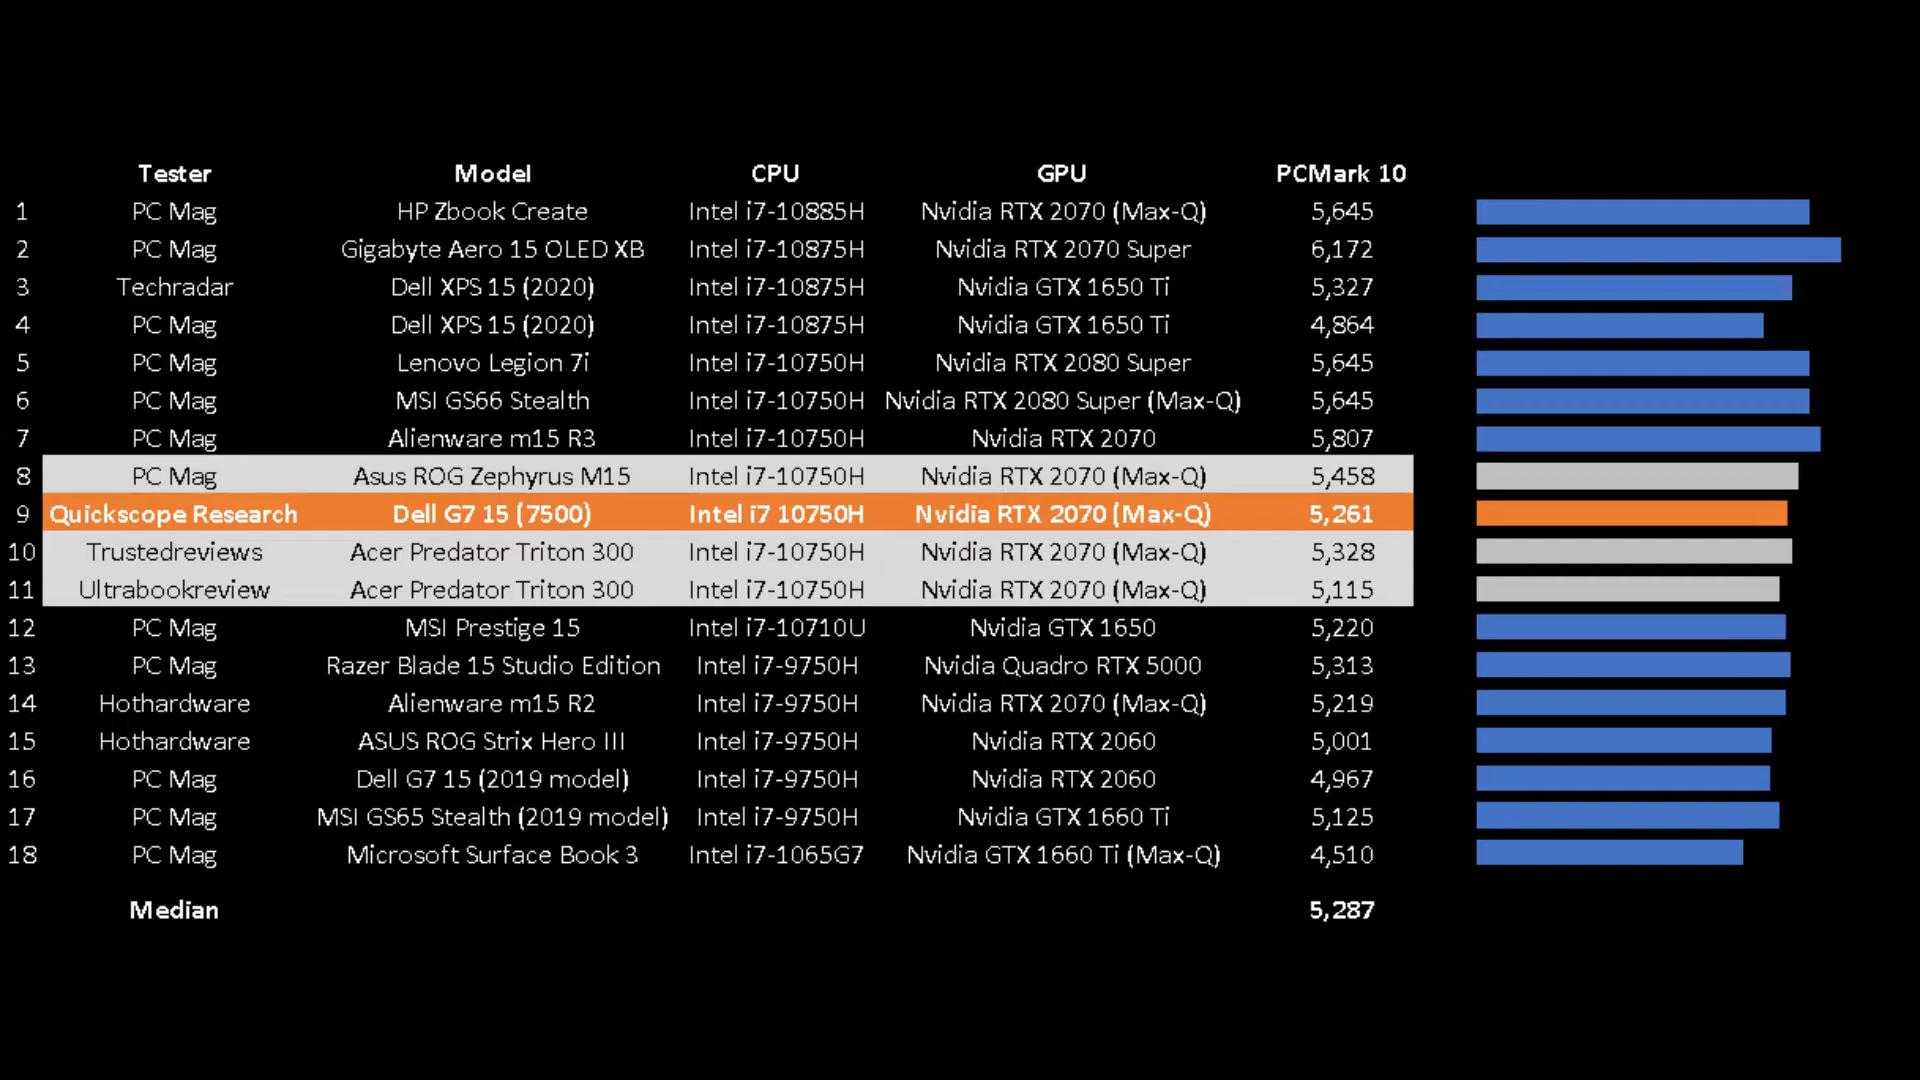 Tester Model CPU GPU PCMark 10
1 PC Mag HP Zbook Create Intel i7-10885H Nvidia RTX 2070 (Max-Q) 5,645
2 PC Mag Gigabyte Aero 15 OLED XB Intel i7-10875H Nvidia RTX 2070 Super 6,172
3 Techradar Dell XPS 15 (2020) Intel i7-10875H Nvidia GTX 1650 Ti 5,327
4 PC Mag Dell XPS 15 (2020) Intel i7-10875H Nvidia GTX 1650 Ti 4,864
5 PC Mag Lenovo Legion 7i Intel i7-10750H Nvidia RTX 2080 Super 5,645
6 PC Mag MSI GS66 Stealth Intel i7-10750H Nvidia RTX 2080 Super (Max-Q) 5,645
7 PC Mag Alienware m15 R3 Intel i7-10750H Nvidia RTX 2070 5,807
8 PC Mag Asus ROG Zephyrus M15 Intel i7-10750H Nvidia RTX 2070 (Max-Q) 5,458
9 Quickscope Research Dell G7 15 (7500) Intel i7 10750H Nvidia RTX 2070 (Max-Q) 5,261
10 Trustedreviews Acer Predator Triton 300 Intel i7-10750H Nvidia RTX 2070 (Max-Q) 5,328
11 Ultrabookreview Acer Predator Triton 300 Intel i7-10750H Nvidia RTX 2070 (Max-Q) 5,115
12 PC Mag MSI Prestige 15 Intel i7-10710U Nvidia GTX 1650 5,220
13 PC Mag Razer Blade 15 Studio Edition Intel i7-9750H Nvidia Quadro RTX 5000 5,313
14 Hothardware Alienware m15 R2 Intel i7-9750H Nvidia RTX 2070 (Max-Q) 5,219
15 Hothardware ASUS ROG Strix Hero III Intel i7-9750H Nvidia RTX 2060 5,001
16 PC Mag Dell G7 15 (2019 model) Intel i7-9750H Nvidia RTX 2060 4,967
17 PC Mag MSI GS65 Stealth (2019 model) Intel i7-9750H Nvidia GTX 1660 Ti 5,125
18 PC Mag Microsoft Surface Book 3 Intel i7-1065G7 Nvidia GTX 1660 Ti (Max-Q) 4,510
Median 5,287